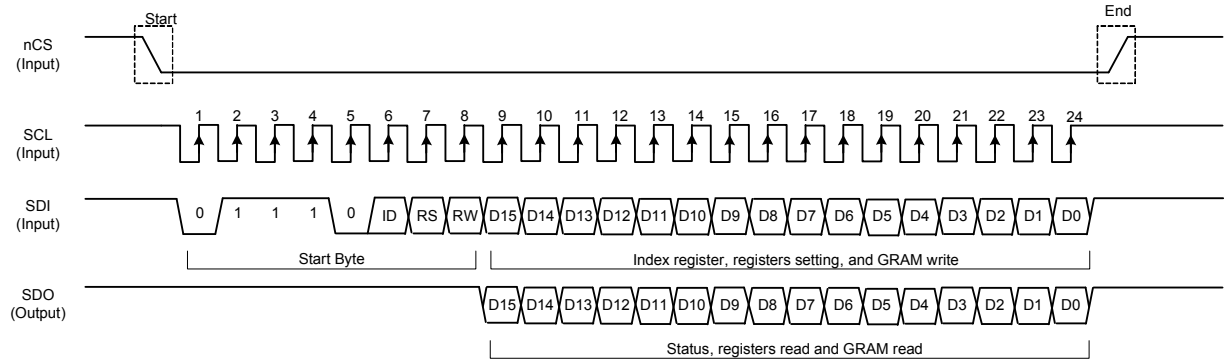 Start
End
nCS
(Input)
1 2 3 4 5 6 7 8 9 10 11 12 13 14 15 16 17 18 19 20 21 22 23 24
SCL
(Input)
SDI
(Input)
0 1 1 1 0 ID RS RW D15 D14 D13 D12 D11 D10 D9 D8 D7 D6 D5 D4 D3 D2 D1 D0
Start Byte
Index register, registers setting, and GRAM write
SDO
(Output)
D15 D14 D13 D12 D11 D10 D9 D8 D7 D6 D5 D4 D3 D2 D1 D0
Status, registers read and GRAM read